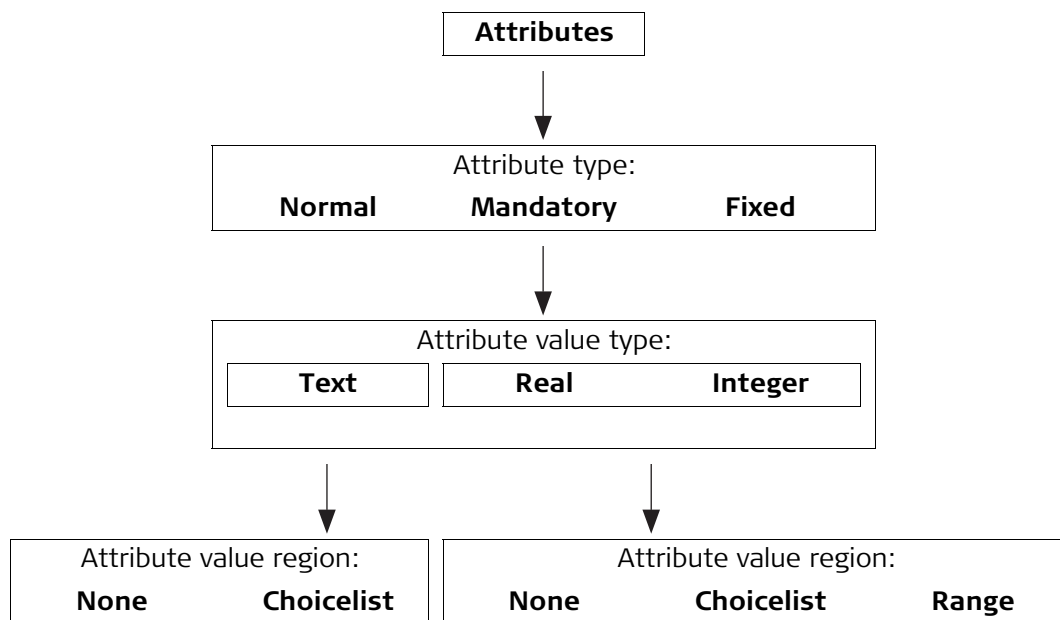 Attributes
Attribute type:
Normal Mandatory Fixed
Attribute value type:
Text Real Integer
Attribute value region:
None Choicelist
Attribute value region:
None Choicelist Range